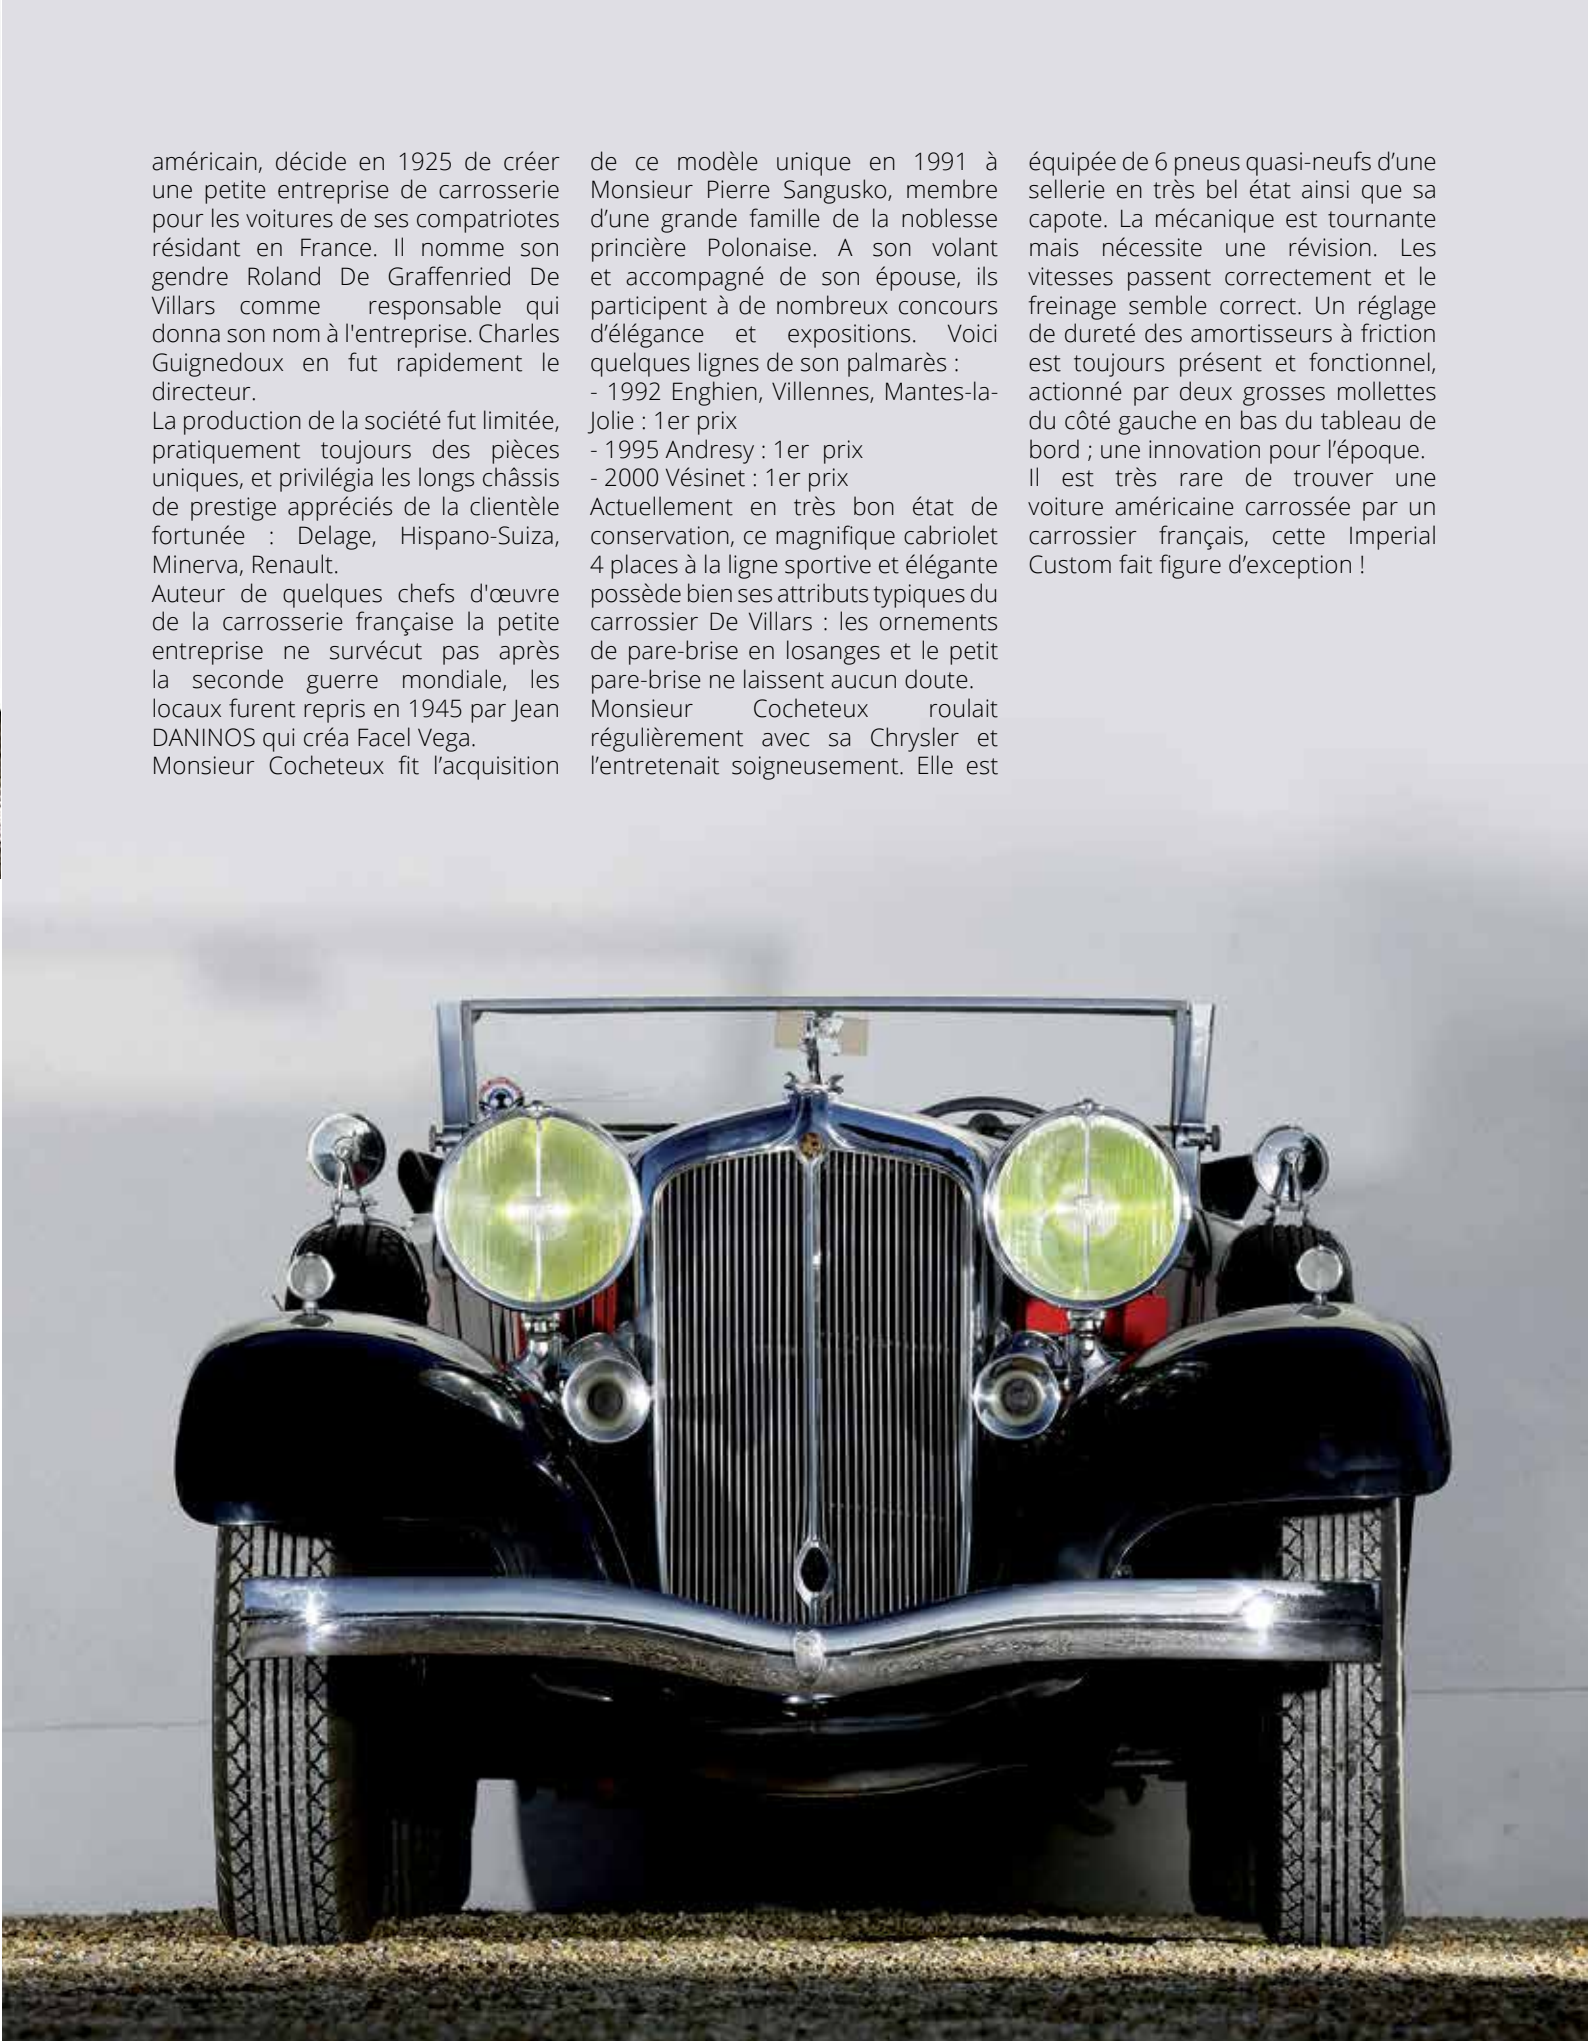 américain, décide en 1925 de créer
une petite entreprise de carrosserie
pour les voitures de ses compatriotes
résidant en France. Il nomme son
gendre Roland De Graffenried De
Villars comme responsable qui
donna son nom à l'entreprise. Charles
Guignedoux en fut rapidement le
directeur.
La production de la société fut limitée,
pratiquement toujours des pièces
uniques, et privilégia les longs châssis
de prestige appréciés de la clientèle
fortunée : Delage, Hispano-Suiza,
Minerva, Renault.
Auteur de quelques chefs d'œuvre
de la carrosserie française la petite
entreprise ne survécut pas après
la seconde guerre mondiale, les
locaux furent repris en 1945 par Jean
DANINOS qui créa Facel Vega.
Monsieur Cocheteux fit l’acquisition
de ce modèle unique en 1991 à
Monsieur Pierre Sangusko, membre
d’une grande famille de la noblesse
princière Polonaise. A son volant
et accompagné de son épouse, ils
participent à de nombreux concours
d’élégance et expositions. Voici
quelques lignes de son palmarès :
- 1992 Enghien, Villennes, Mantes-la-
Jolie : 1er prix
- 1995 Andresy : 1er prix
- 2000 Vésinet : 1er prix
Actuellement en très bon état de
conservation, ce magnifique cabriolet
4 places à la ligne sportive et élégante
possède bien ses attributs typiques du
carrossier De Villars : les ornements
de pare-brise en losanges et le petit
pare-brise ne laissent aucun doute.
Monsieur Cocheteux roulait
régulièrement avec sa Chrysler et
l’entretenait soigneusement. Elle est
équipée de 6 pneus quasi-neufs d’une
sellerie en très bel état ainsi que sa
capote. La mécanique est tournante
mais nécessite une révision. Les
vitesses passent correctement et le
freinage semble correct. Un réglage
de dureté des amortisseurs à friction
est toujours présent et fonctionnel,
actionné par deux grosses mollettes
du côté gauche en bas du tableau de
bord ; une innovation pour l’époque.
Il est très rare de trouver une
voiture américaine carrossée par un
carrossier français, cette Imperial
Custom fait figure d’exception !